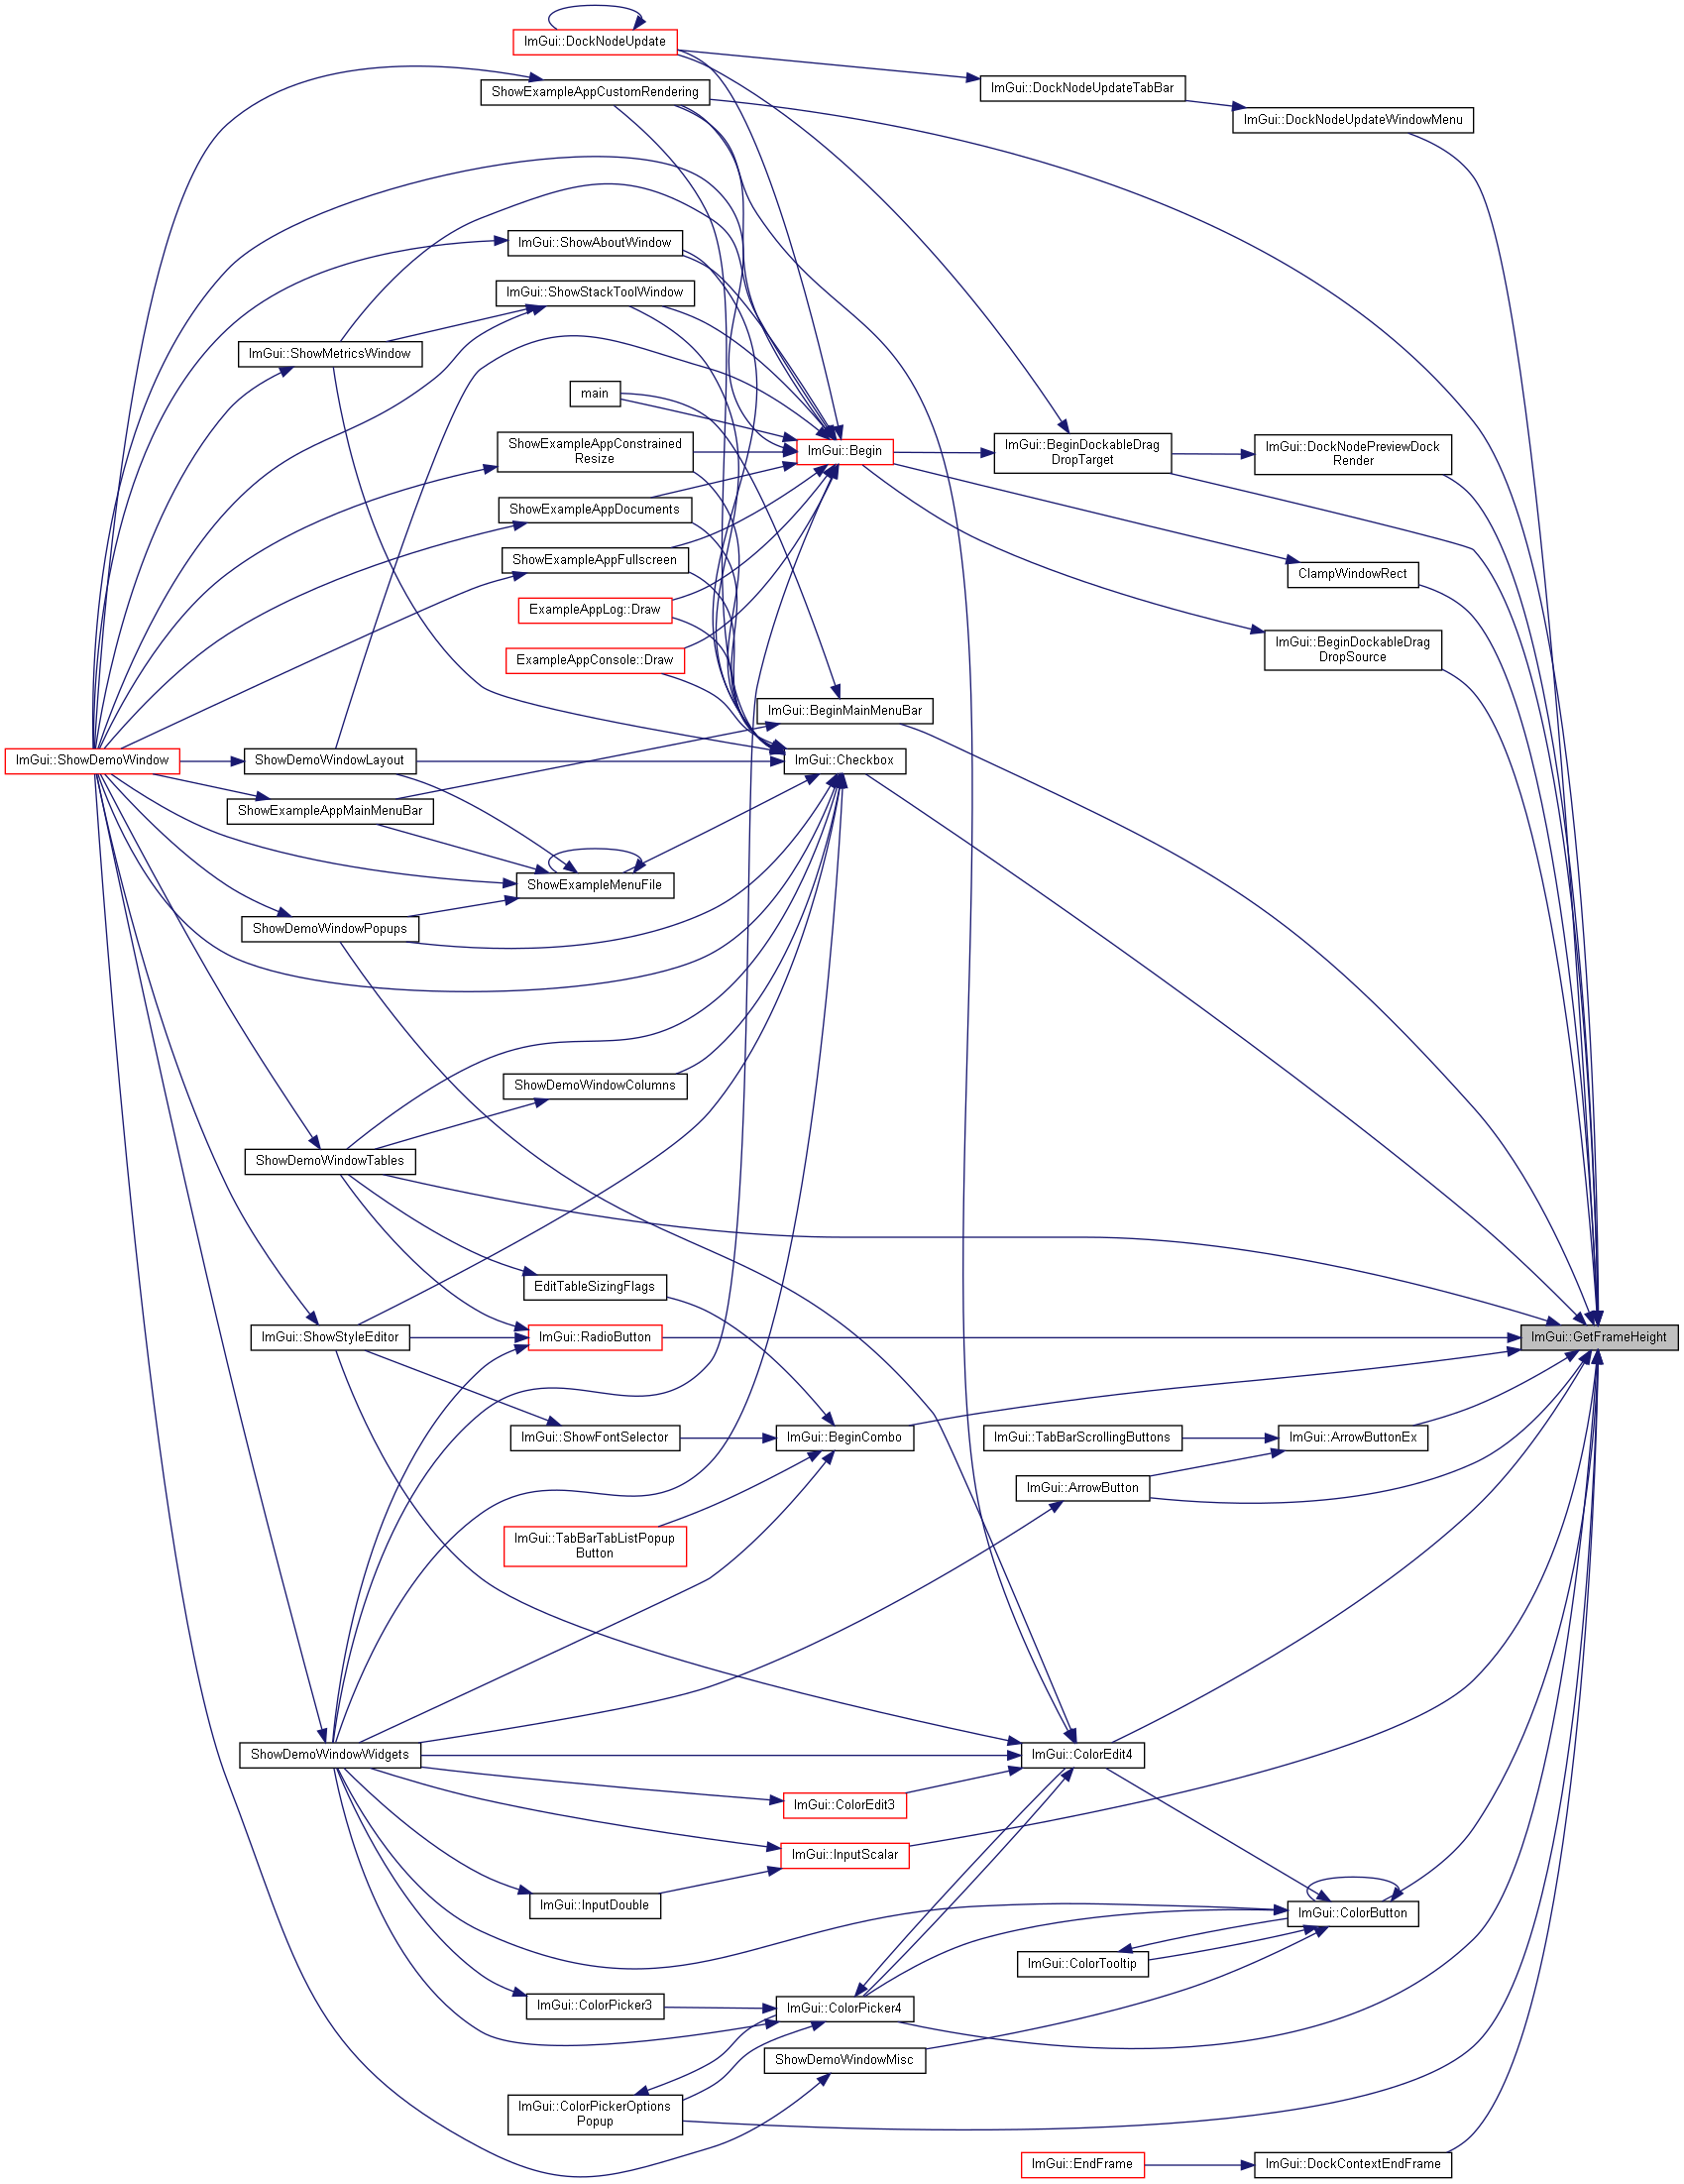 ImGui::DockNodeUpdate
ShowExampleAppCustomRendering
ImGui::DockNodeUpdateTabBar
ImGui::DockNodeUpdateWindowMenu
ImGui::ShowAboutWindow
ImGui::ShowStackToolWindow
ImGui::ShowMetricsWindow
main
ShowExampleAppConstrained
Resize
ImGui::Begin
ImGui::BeginDockableDrag
DropTarget
ImGui::DockNodePreviewDock
Render
ShowExampleAppDocuments
ShowExampleAppFullscreen
ClampWindowRect
ExampleAppLog::Draw
ExampleAppConsole::Draw
ImGui::BeginDockableDrag
DropSource
ImGui::BeginMainMenuBar
ImGui::ShowDemoWindow
ShowDemoWindowLayout
ImGui::Checkbox
ShowExampleAppMainMenuBar
ShowExampleMenuFile
ShowDemoWindowPopups
ShowDemoWindowColumns
ShowDemoWindowTables
EditTableSizingFlags
ImGui::ShowStyleEditor
ImGui::RadioButton
ImGui::GetFrameHeight
ImGui::ShowFontSelector
ImGui::BeginCombo
ImGui::TabBarScrollingButtons
ImGui::ArrowButtonEx
ImGui::ArrowButton
ImGui::TabBarTabListPopup
Button
ShowDemoWindowWidgets
ImGui::ColorEdit4
ImGui::ColorEdit3
ImGui::InputScalar
ImGui::InputDouble
ImGui::ColorButton
ImGui::ColorTooltip
ImGui::ColorPicker3
ImGui::ColorPicker4
ShowDemoWindowMisc
ImGui::ColorPickerOptions
Popup
ImGui::EndFrame
ImGui::DockContextEndFrame